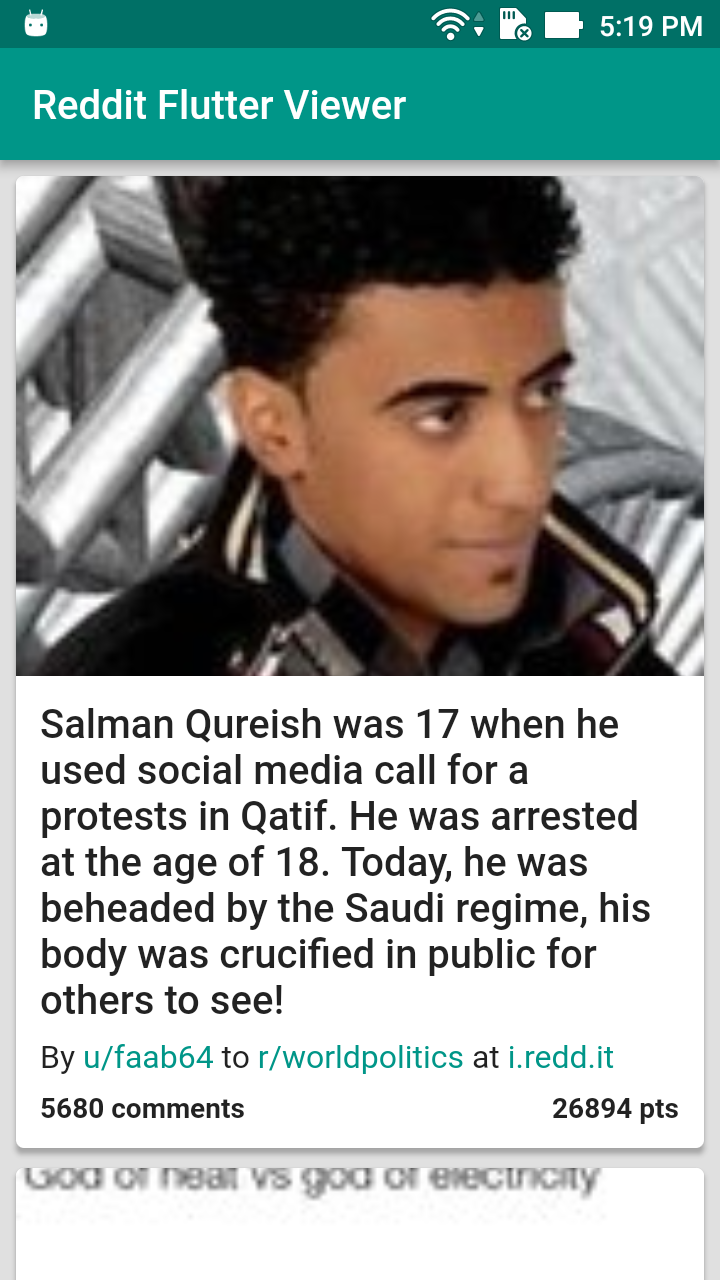 5:19 PM
Reddit Flutter Viewer
Salman Qureish was 17 when he
used social media call for a
protests in Qatif. He was arrested
at the age of 18. Today, he was
beheaded by the Saudi regime, his
body was crucified in public for
others to see!
By u/faab64 to r/worldpolitics at i.redd.it
5680 comments 26894 pts
God of heat vs god of electricity